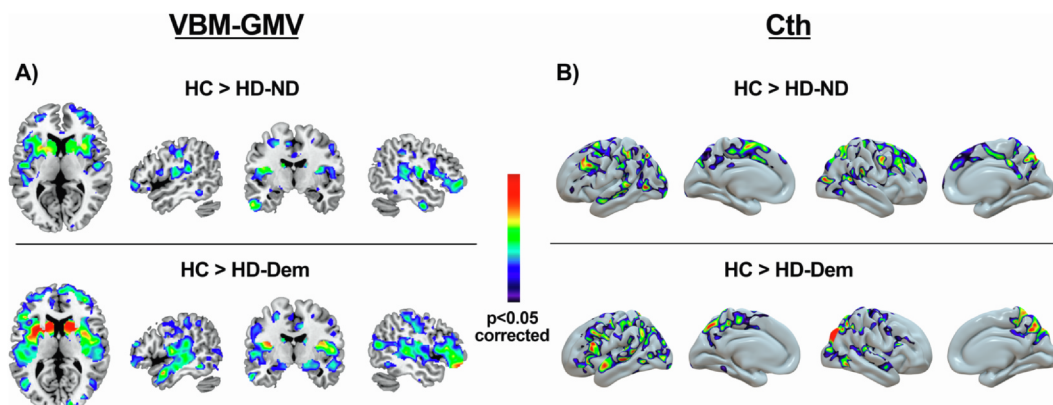 VBM-GMV
Cth
A)
HC > HD-ND
B)
HC > HD-ND
HC > HD-Dem
p<0.05
corrected
HC > HD-Dem